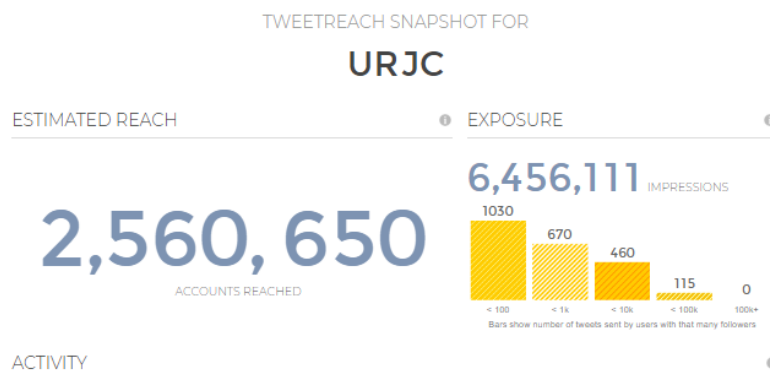 TWEETREACH SNAPSHOT FOR
URJC
ESTIMATED REACH
EXPOSURE
2,560, 650
ACCOUNTS REACHED
6,456,111 IMPRESSIONS
1030
670
460
115
0
< 100
< 1k
< 10k
< 100k
100k+
Bars show number of tweets sent by users with that many followers
ACTIVITY